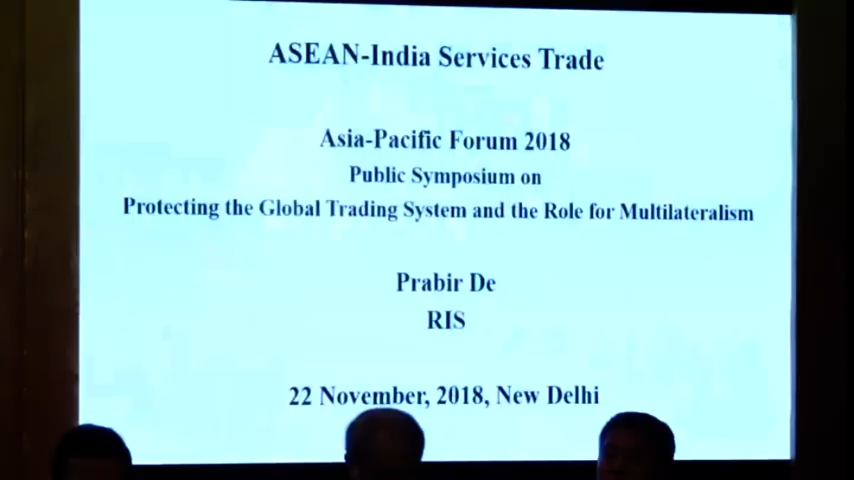 ASEAN-India Services Trade
Asia-Pacific Forum 2018
Public Symposium on
Protecting the Global Trading System and the Role for Multilateralism
Prabir De
RIS
22 November, 2018, New Delhi